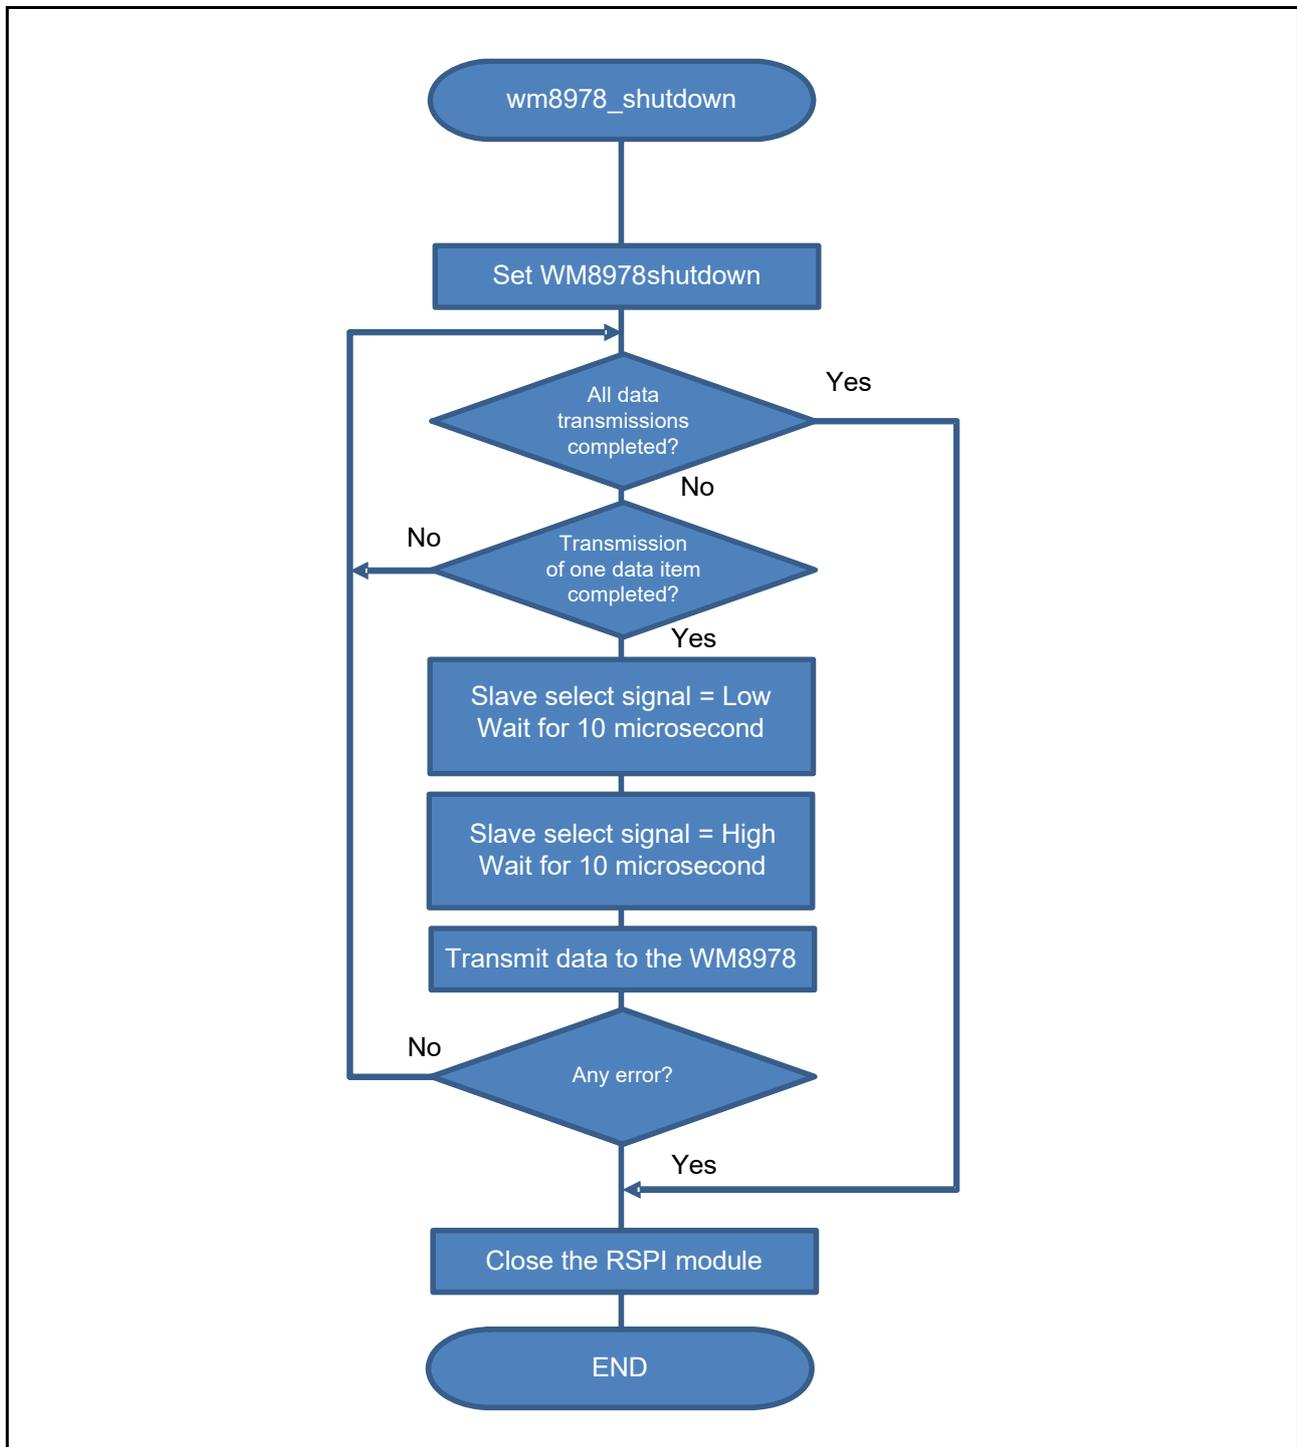 wm8978_shutdown
Set WM8978shutdown
All data
transmissions
completed?
Yes
No
Transmission
of one data item
completed?
No
Yes
Slave select signal = Low
Wait for 10 microsecond
Slave select signal = High
Wait for 10 microsecond
Transmit data to the WM8978
No
Any error?
Yes
Close the RSPI module
END